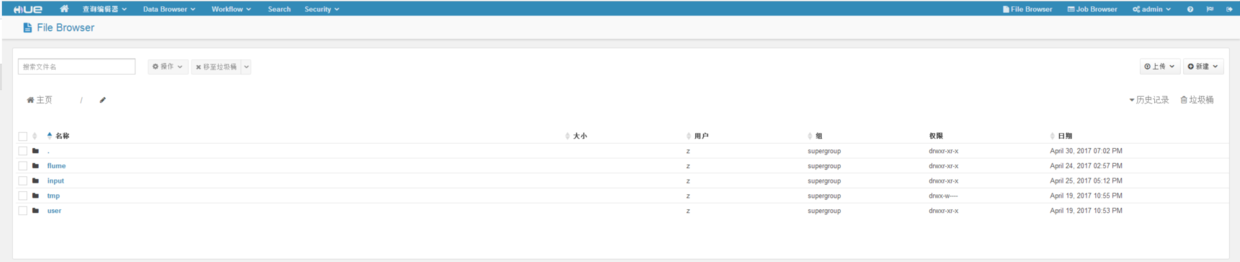 HUE 查询编辑器 Data Browser Workflow Search Security File Browser Job Browser admin
File Browser
搜索文件名 操作 移至垃圾桶 上传 新建
主页 / 历史记录 垃圾桶
名称 大小 用户 组 权限 日期
. z supergroup drwxr-xr-x April 30, 2017 07:02 PM
flume z supergroup drwxr-xr-x April 24, 2017 02:57 PM
input z supergroup drwxr-xr-x April 25, 2017 05:12 PM
tmp z supergroup drwx-w---- April 19, 2017 10:55 PM
user z supergroup drwxr-xr-x April 19, 2017 10:53 PM